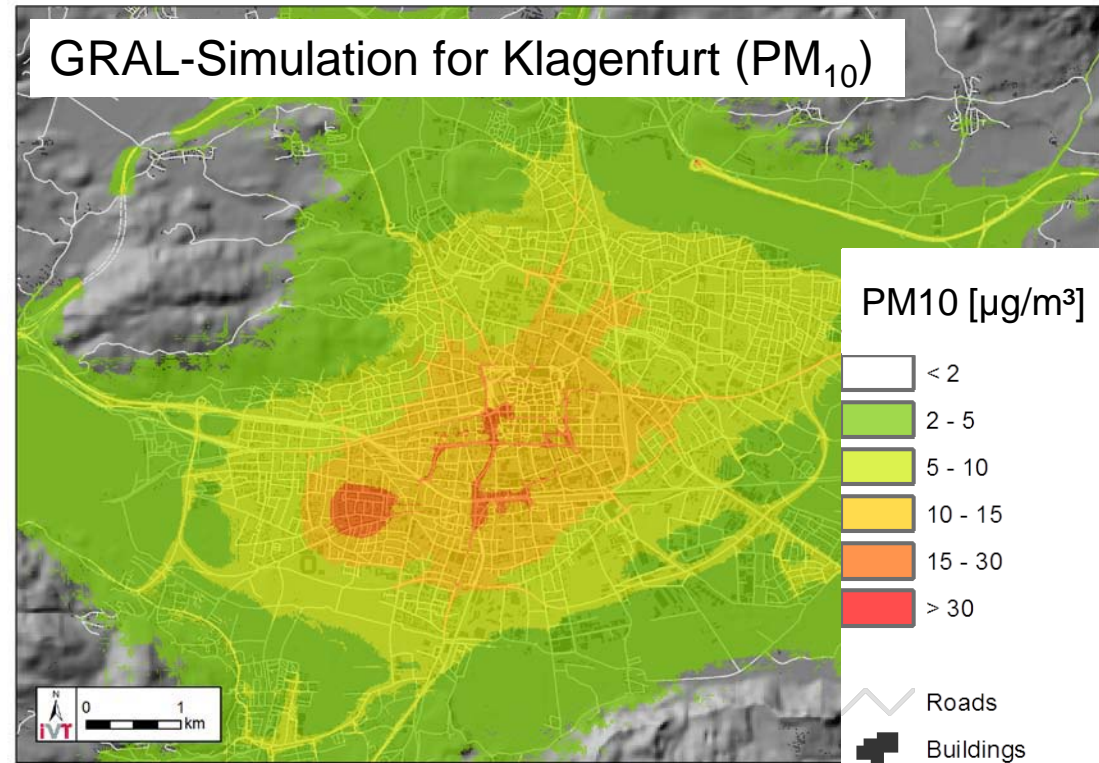 GRAL-Simulation for Klagenfurt (PM₁₀)
PM10 [µg/m³]
< 2
2 - 5
5 - 10
10 - 15
15 - 30
> 30
Roads
Buildings
N
iVT
0 1
km